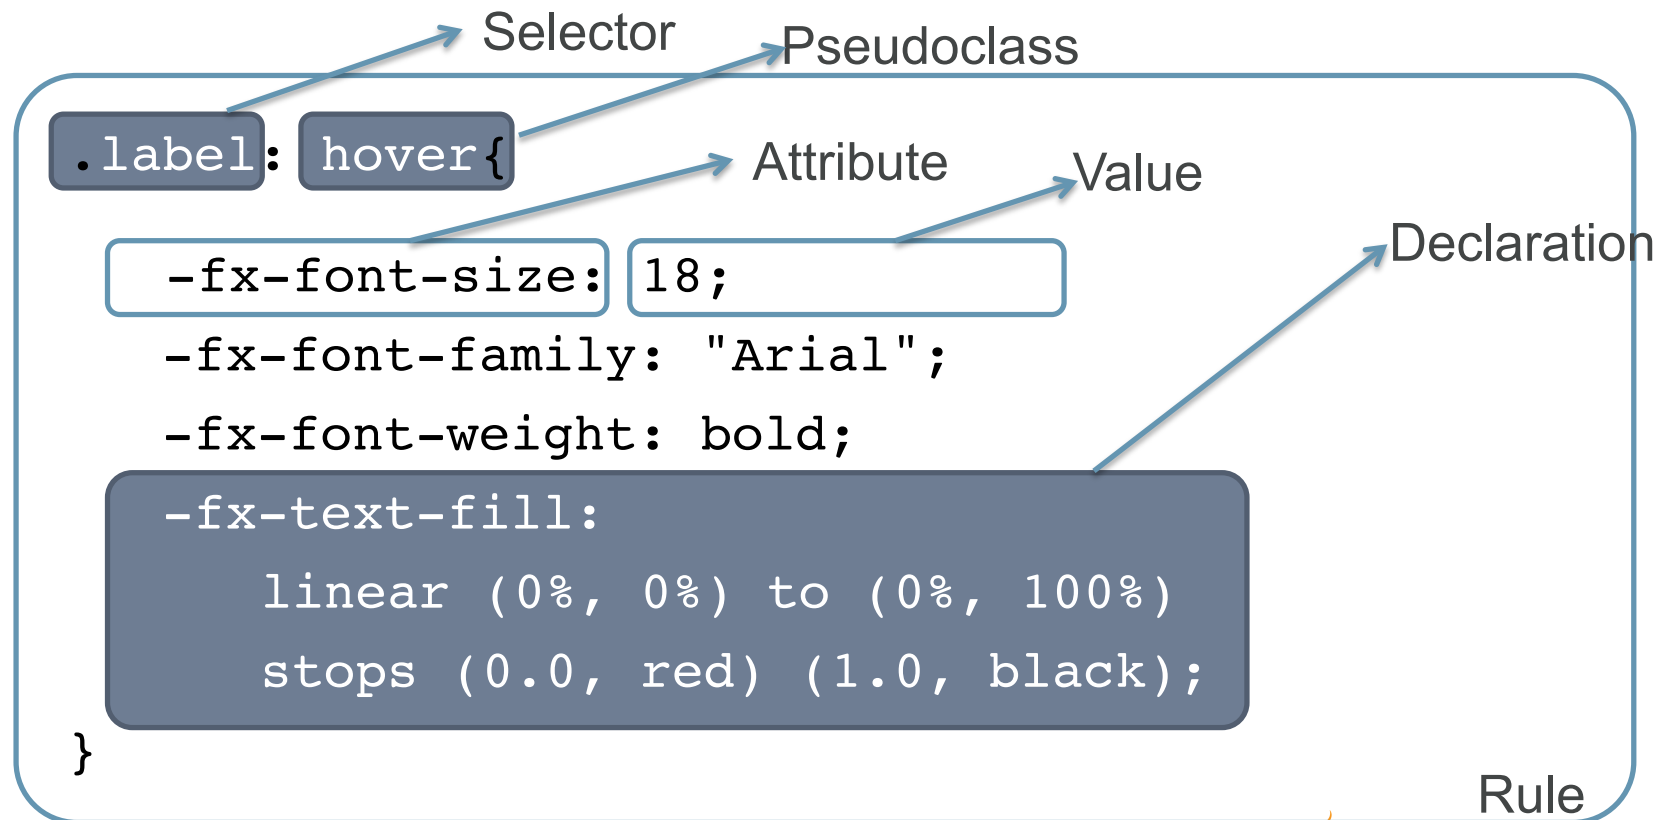 Selector
Pseudoclass
.label: hover{
Attribute
Value
Declaration
-fx-font-size: 18;
-fx-font-family: "Arial";
-fx-font-weight: bold;
-fx-text-fill:
linear (0%, 0%) to (0%, 100%)
stops (0.0, red) (1.0, black);
}
Rule